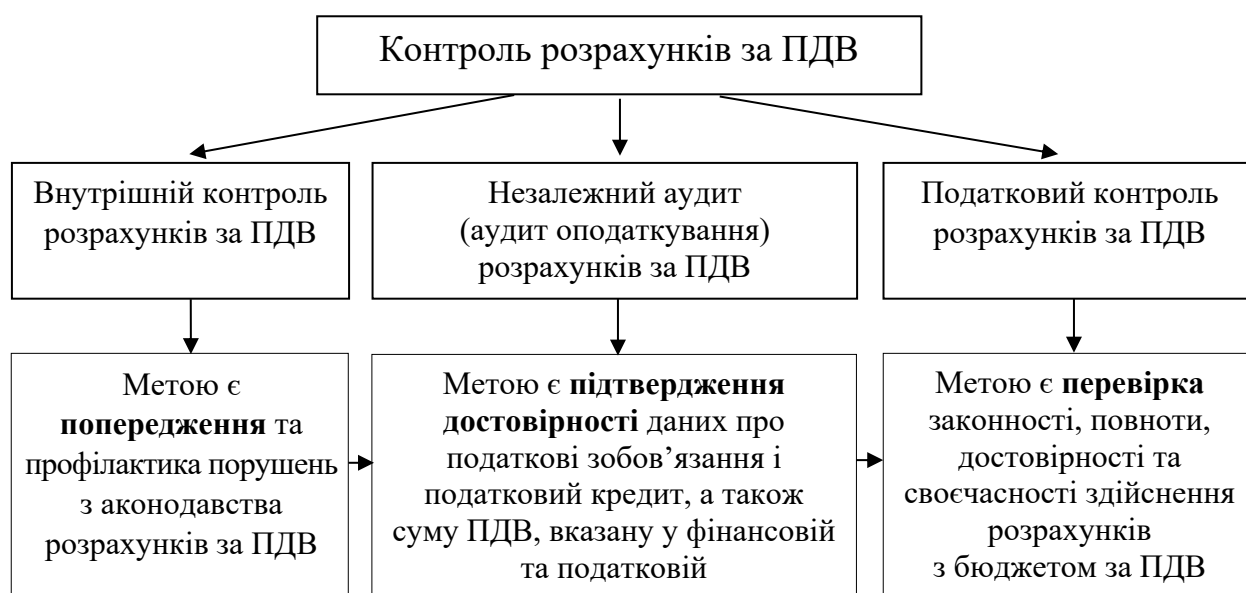 Контроль розрахунків за ПДВ
Внутрішній контроль
розрахунків за ПДВ
Незалежний аудит
(аудит оподаткування)
розрахунків за ПДВ
Податковий контроль
розрахунків за ПДВ
Метою є
попередження та
профілактика порушень
з аконодавства
розрахунків за ПДВ
Метою є підтвердження
достовірності даних про
податкові зобов’язання і
податковий кредит, а також
суму ПДВ, вказану у фінансовій
та податковій
Метою є перевірка
законності, повноти,
достовірності та
своєчасності здійснення
розрахунків
з бюджетом за ПДВ